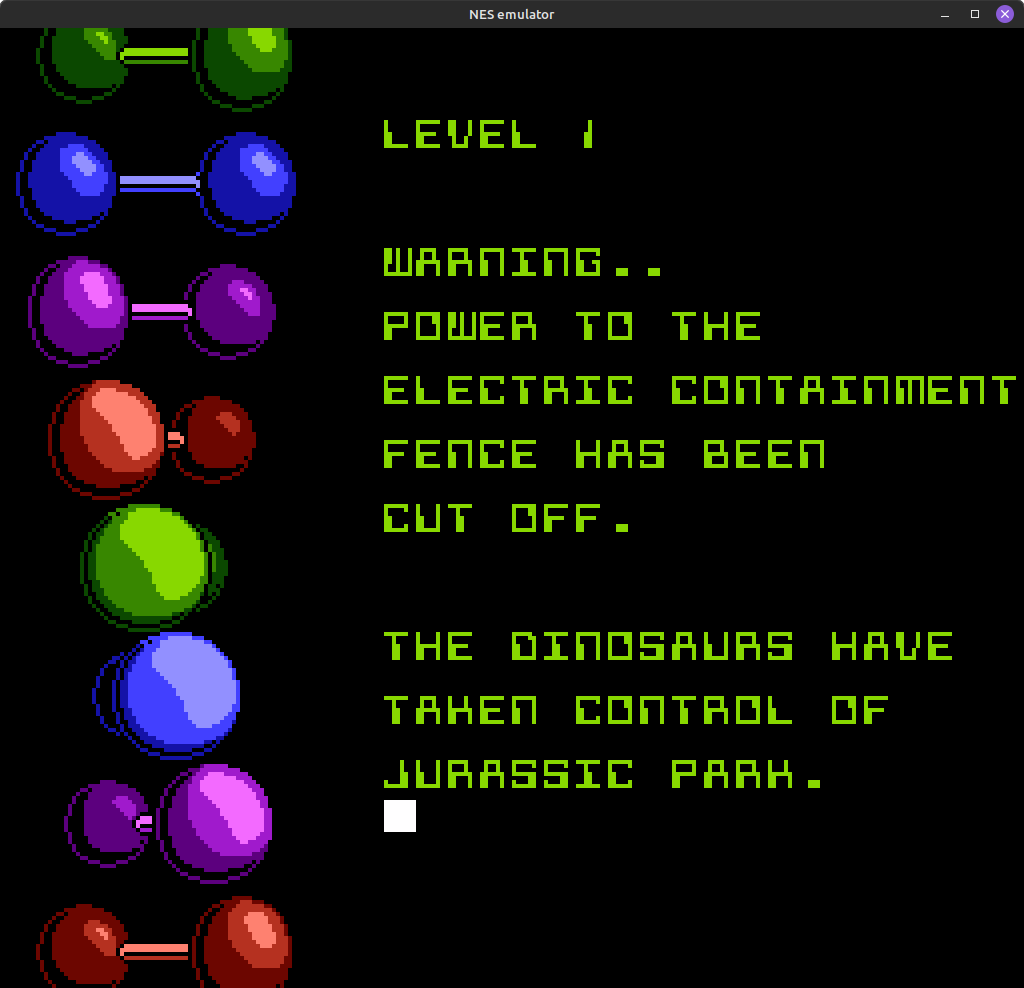 NES emulator
LEVEL 1
WARNING..
POWER TO THE
ELECTRIC CONTAINMENT
FENCE HAS BEEN
CUT OFF.
THE DINOSAURS HAVE
TAKEN CONTROL OF
JURASSIC PARK.